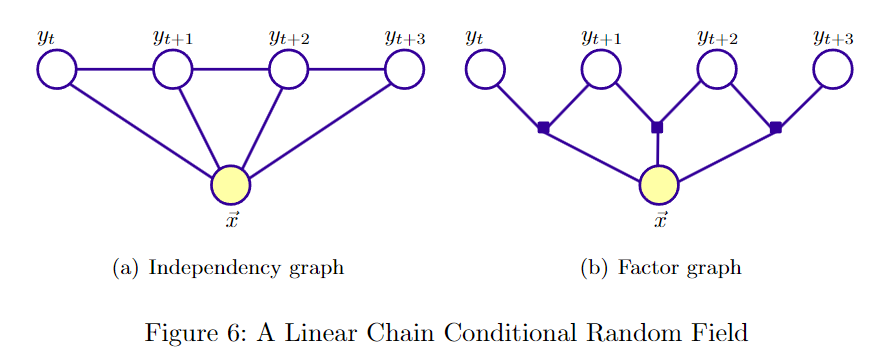 y_t y_{t+1} y_{t+2} y_{t+3} y_t y_{t+1} y_{t+2} y_{t+3}
\vec{x} \vec{x}
(a) Independency graph (b) Factor graph
Figure 6: A Linear Chain Conditional Random Field